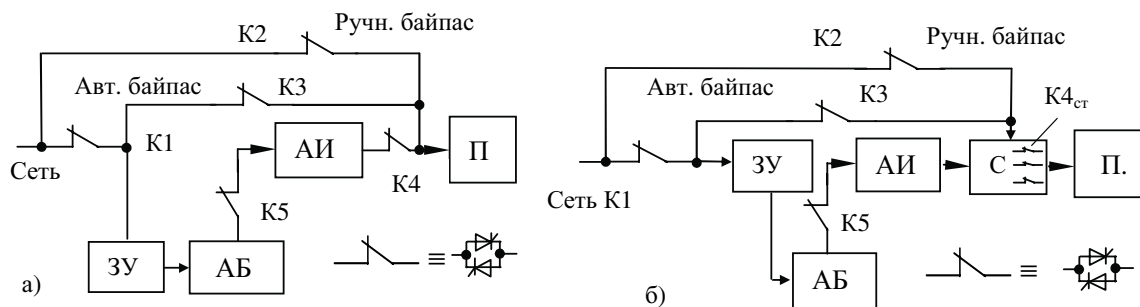 К2
Ручн. байпас
Авт. байпас
К3
К1
АИ
П
Сеть
К4
К5
ЗУ
АБ
≡
а)
К2
Ручн. байпас
Авт. байпас
К3
К4ст
ЗУ
АИ
С
П.
Сеть К1
К5
АБ
≡
б)